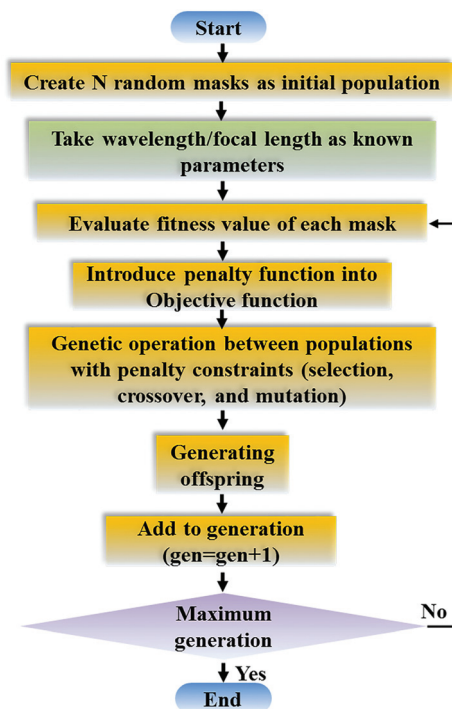 Start
Create N random masks as initial population
Take wavelength/focal length as known
parameters
Evaluate fitness value of each mask
Introduce penalty function into
Objective function
Genetic operation between populations
with penalty constraints (selection,
crossover, and mutation)
Generating
offspring
Add to generation
(gen=gen+1)
Maximum
generation
No
Yes
End